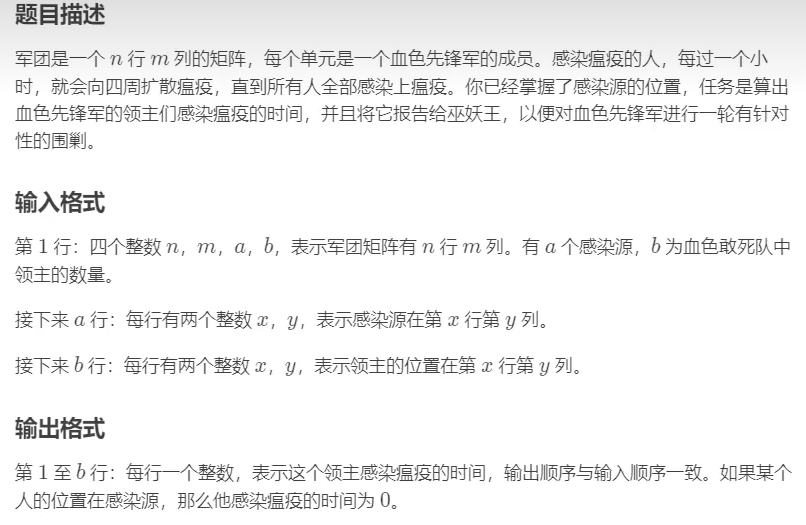 题目描述
军团是一个 n 行 m 列的矩阵，每个单元是一个血色先锋军的成员。感染瘟疫的人，每过一个小
时，就会向四周扩散瘟疫，直到所有人全部感染上瘟疫。你已经掌握了感染源的位置，任务是算出
血色先锋军的领主们感染瘟疫的时间，并且将它报告给巫妖王，以便对血色先锋军进行一轮有针对
性的围剿。
输入格式
第 1 行：四个整数 n，m，a，b，表示军团矩阵有 n 行 m 列。有 a 个感染源，b 为血色敢死队中
领主的数量。
接下来 a 行：每行有两个整数 x，y，表示感染源在第 x 行第 y 列。
接下来 b 行：每行有两个整数 x，y，表示领主的位置在第 x 行第 y 列。
输出格式
第 1 至 b 行：每行一个整数，表示这个领主感染瘟疫的时间，输出顺序与输入顺序一致。如果某个
人的位置在感染源，那么他感染瘟疫的时间为 0。